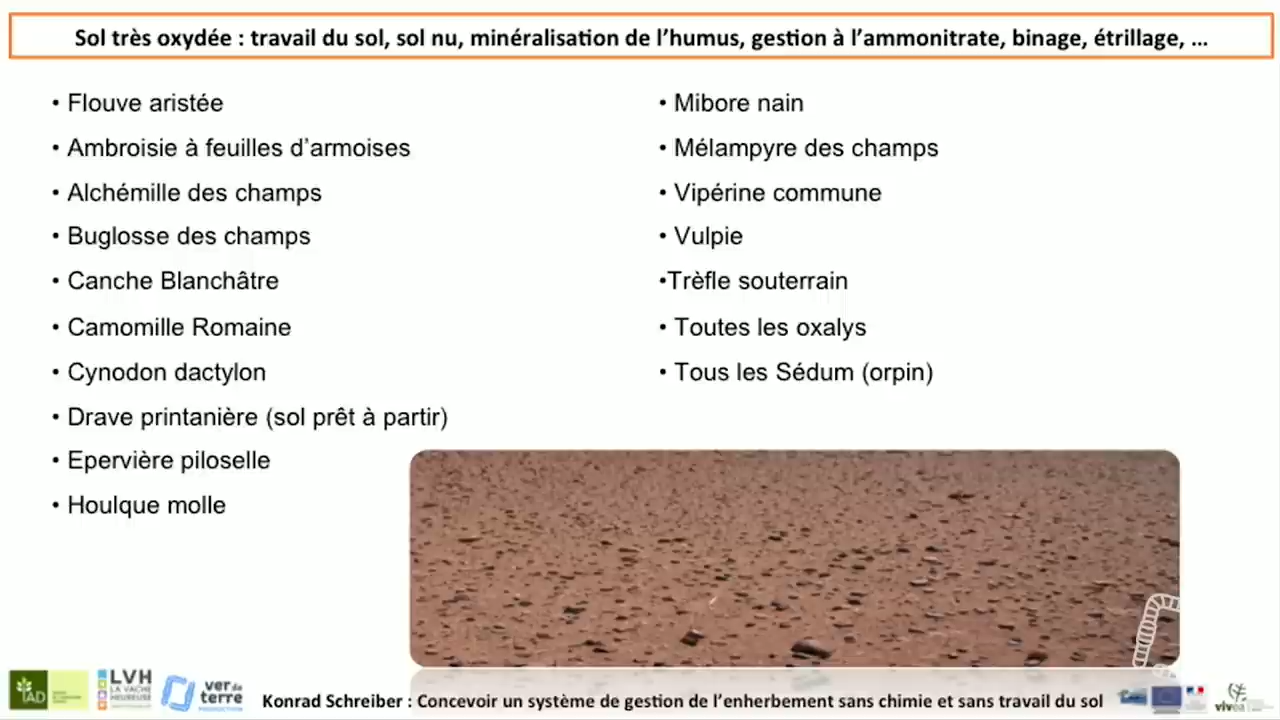 Sol très oxydée : travail du sol, sol nu, minéralisation de l'humus, gestion à l'ammonitrate, binage, étrillage, ...
• Flouve aristée
• Ambroisie à feuilles d'armoises
• Alchémille des champs
• Buglosse des champs
• Canche Blanchâtre
• Camomille Romaine
• Cynodon dactylon
• Drave printanière (sol prêt à partir)
• Epervière piloselle
• Houlque molle
• Mibore nain
• Mélampyre des champs
• Vipérine commune
• Vulpie
•Trèfle souterrain
• Toutes les oxalys
• Tous les Sédum (orpin)
IAD
LVH
LA VACHE
HEUREUSE
ver de
terre
PRODUCTION
Konrad Schreiber : Concevoir un système de gestion de l'enherbement sans chimie et sans travail du sol
vivea